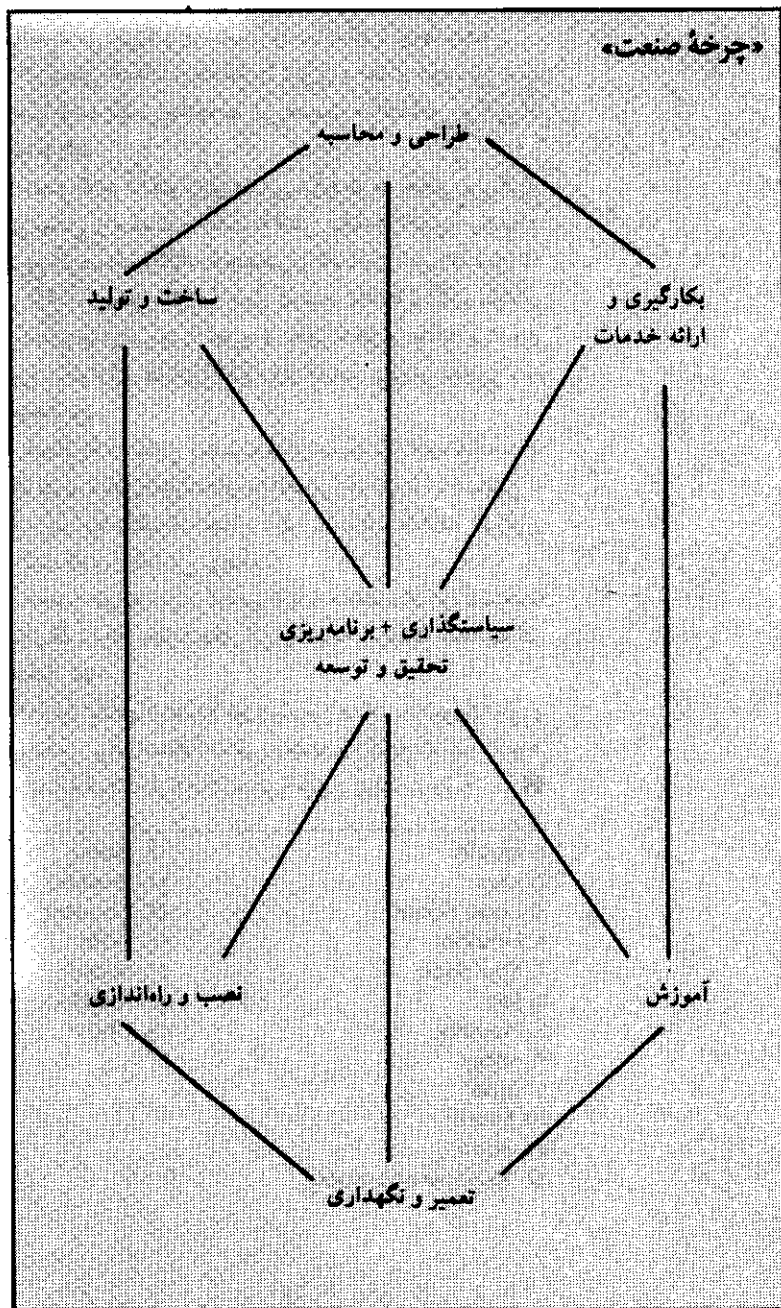 «چرخهٔ صنعت»
طراحی و محاسبه
بکارگیری و
ارائه خدمات
ساخت و تولید
سیاستگذاری + برنامه‌ریزی
تحقیق و توسعه
آموزش
نصب و راه‌اندازی
تعمیر و نگهداری